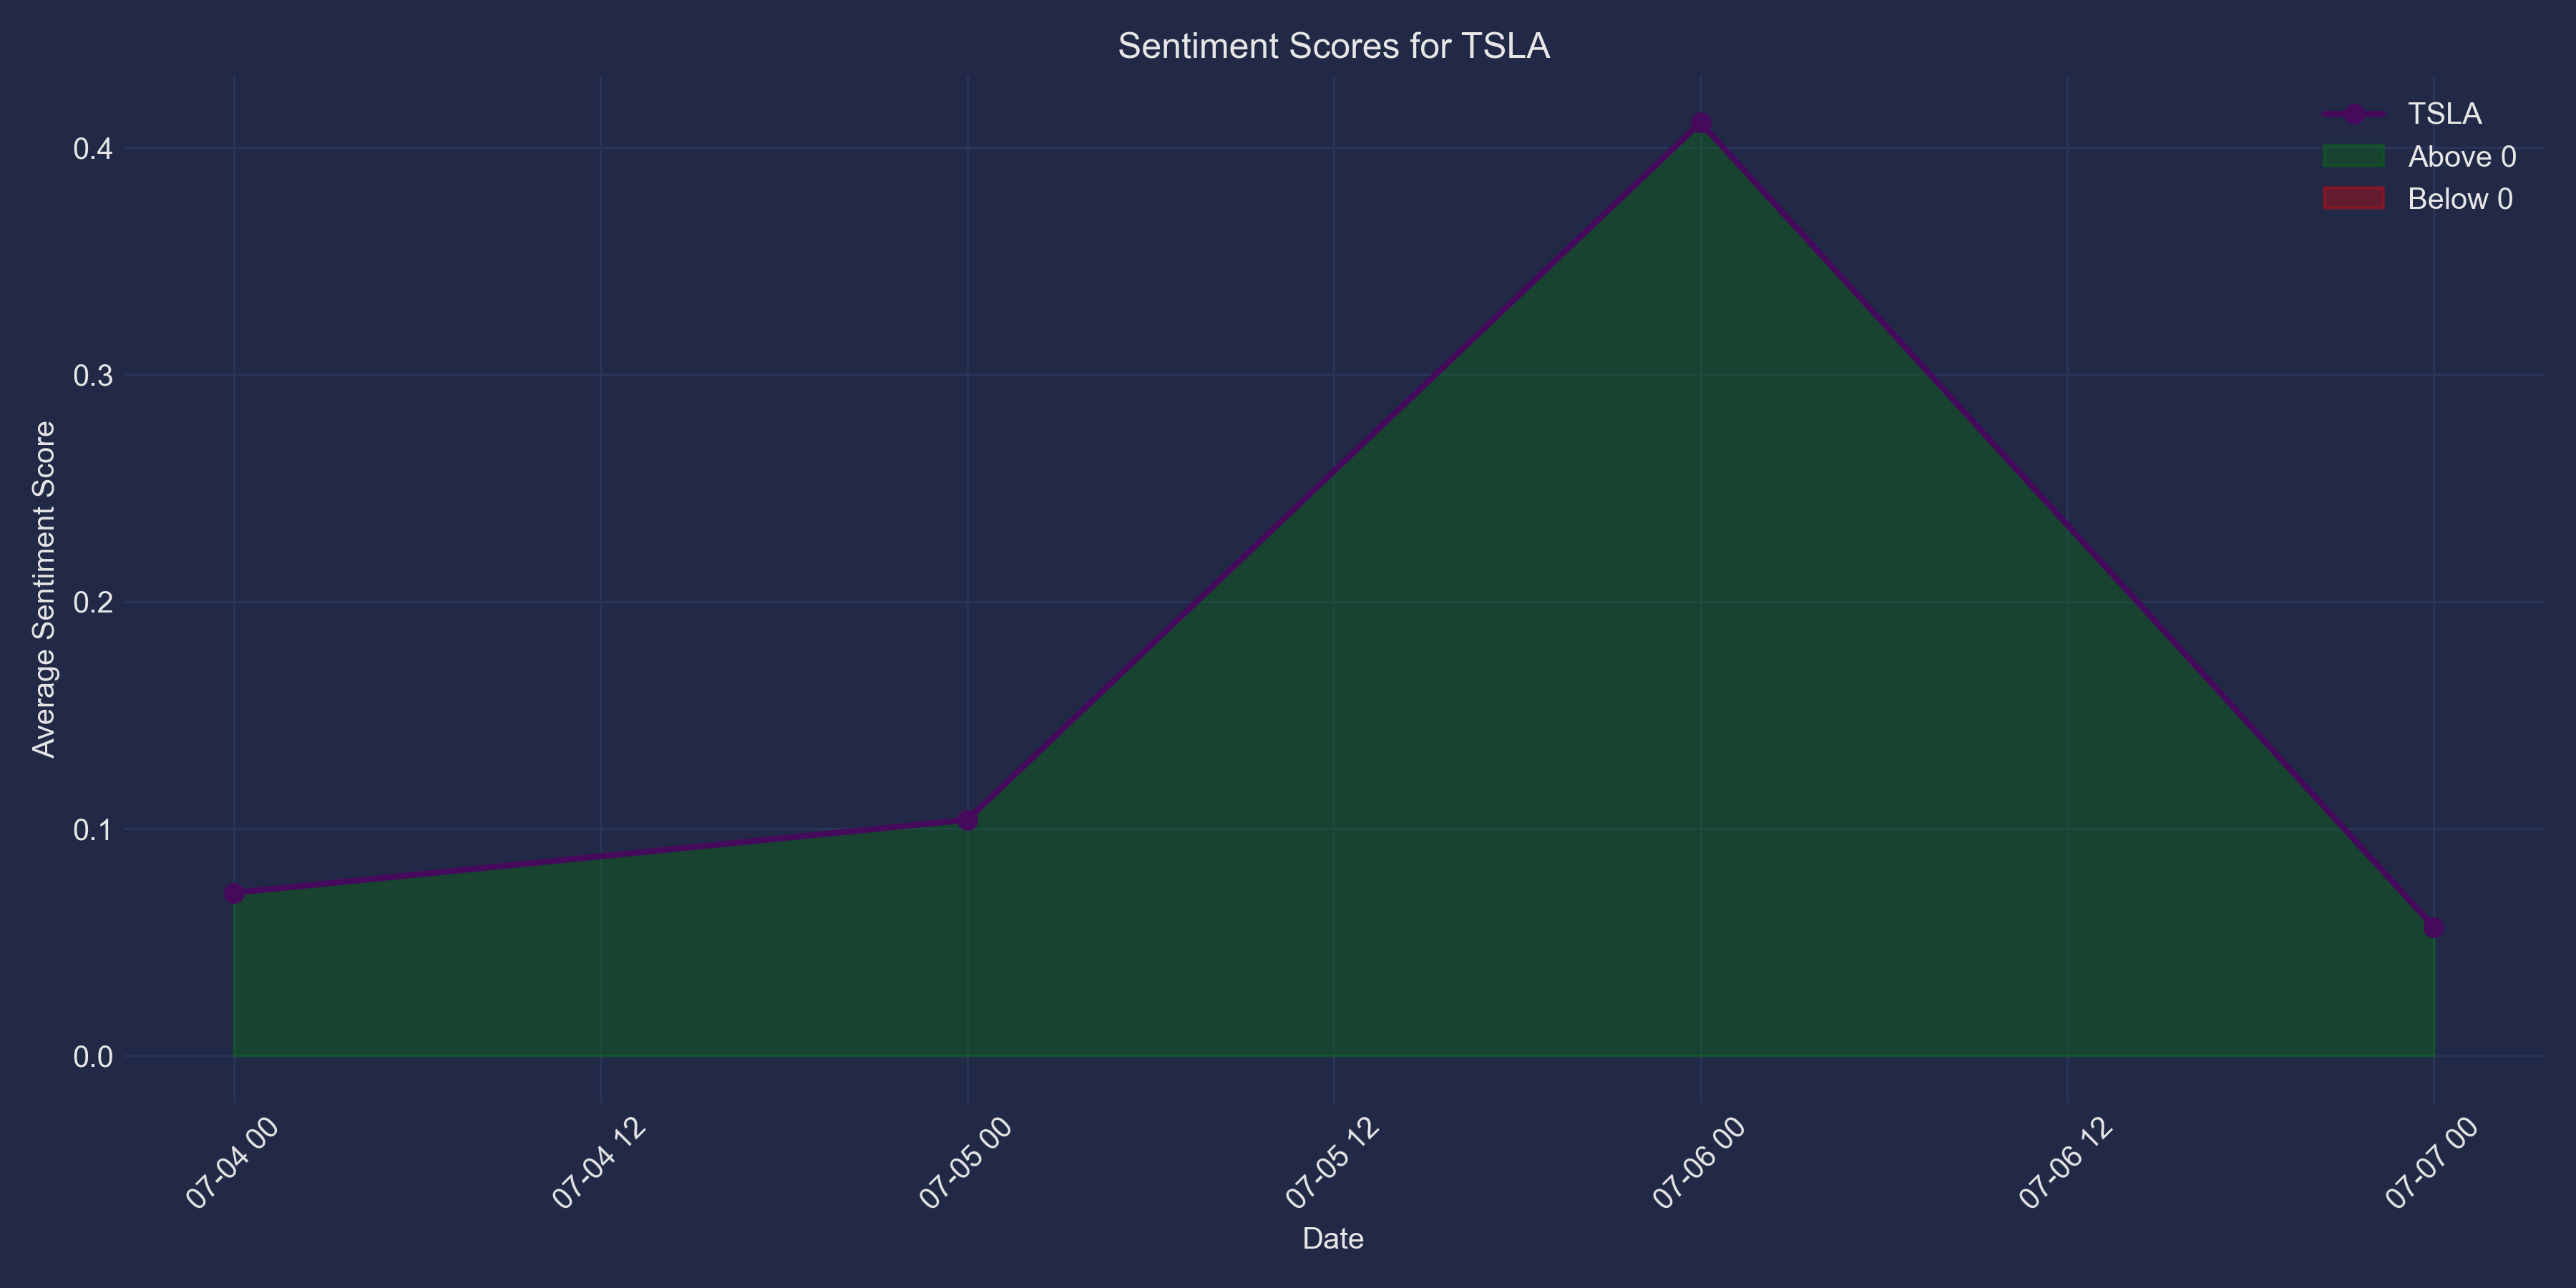 Sentiment Scores for TSLA
TSLA
Above 0
Below 0
Average Sentiment Score
0.4
0.3
0.2
0.1
0.0
07-04 00
07-04 12
07-05 00
07-05 12
07-06 00
07-06 12
07-07 00
Date